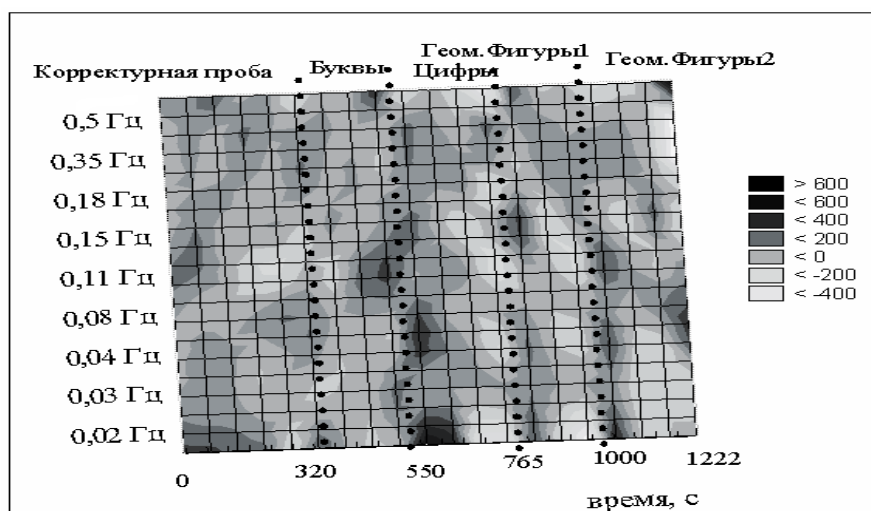 Геом.Фигуры1
Геом.Фигуры2
Корректурная проба
Буквы
Цифры
0,5 Гц
0,35 Гц
0,18 Гц
0,15 Гц
0,11 Гц
0,08 Гц
0,04 Гц
0,03 Гц
0,02 Гц
> 600
< 600
< 400
< 200
< 0
< -200
< -400
0
320
550
765
1000
1222
время, с